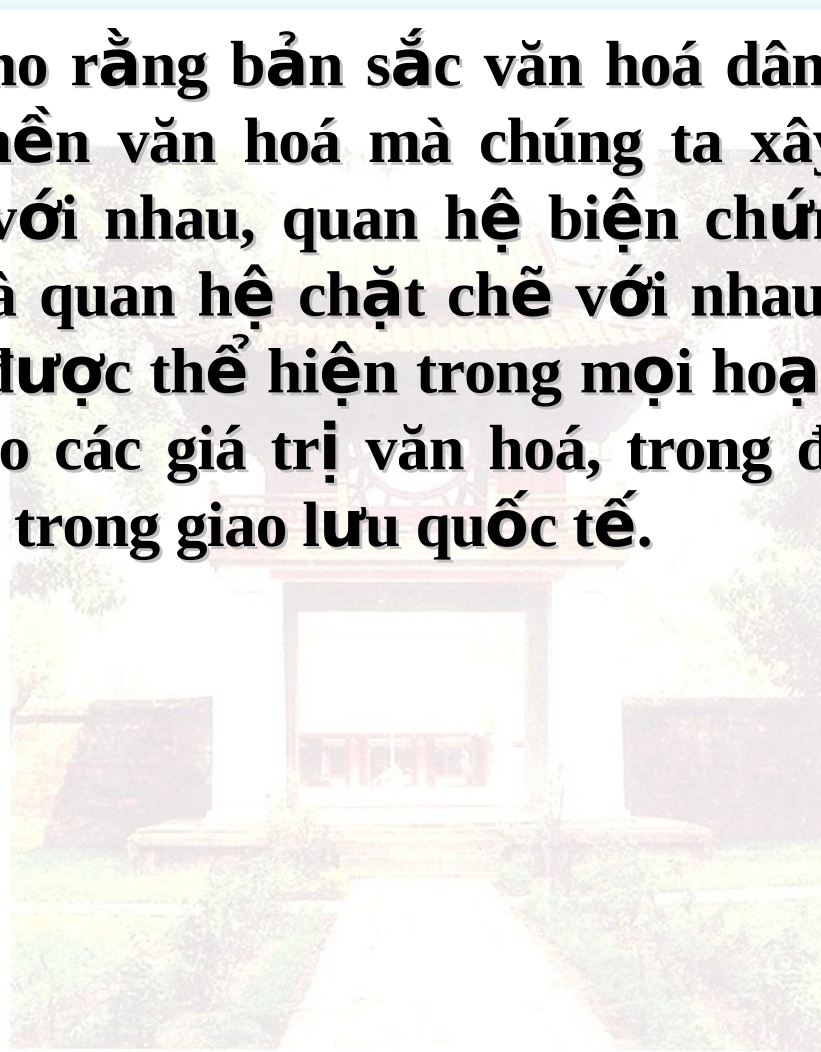 ho rằng bản sắc văn hoá dân
nền văn hoá mà chúng ta xây
với nhau, quan hệ biện chứn
à quan hệ chặt chẽ với nhau
được thể hiện trong mọi hoạ
o các giá trị văn hoá, trong đ
trong giao lưu quốc tế.